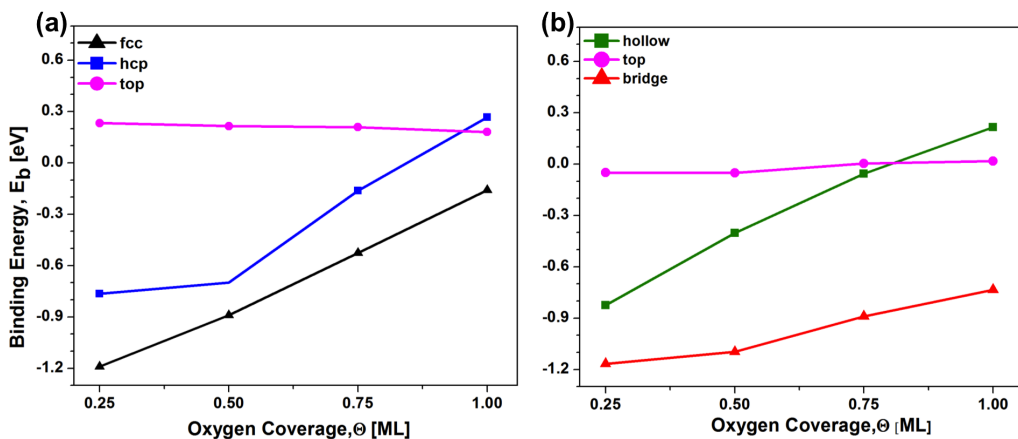 (a)
fcc
hcp
top
0.6
0.3
0.0
-0.3
-0.6
-0.9
-1.2
Binding Energy, Eb [eV]
0.25 0.50 0.75 1.00
Oxygen Coverage,Θ [ML]
(b)
hollow
top
bridge
0.6
0.3
0.0
-0.3
-0.6
-0.9
-1.2
0.25 0.50 0.75 1.00
Oxygen Coverage,Θ [ML]